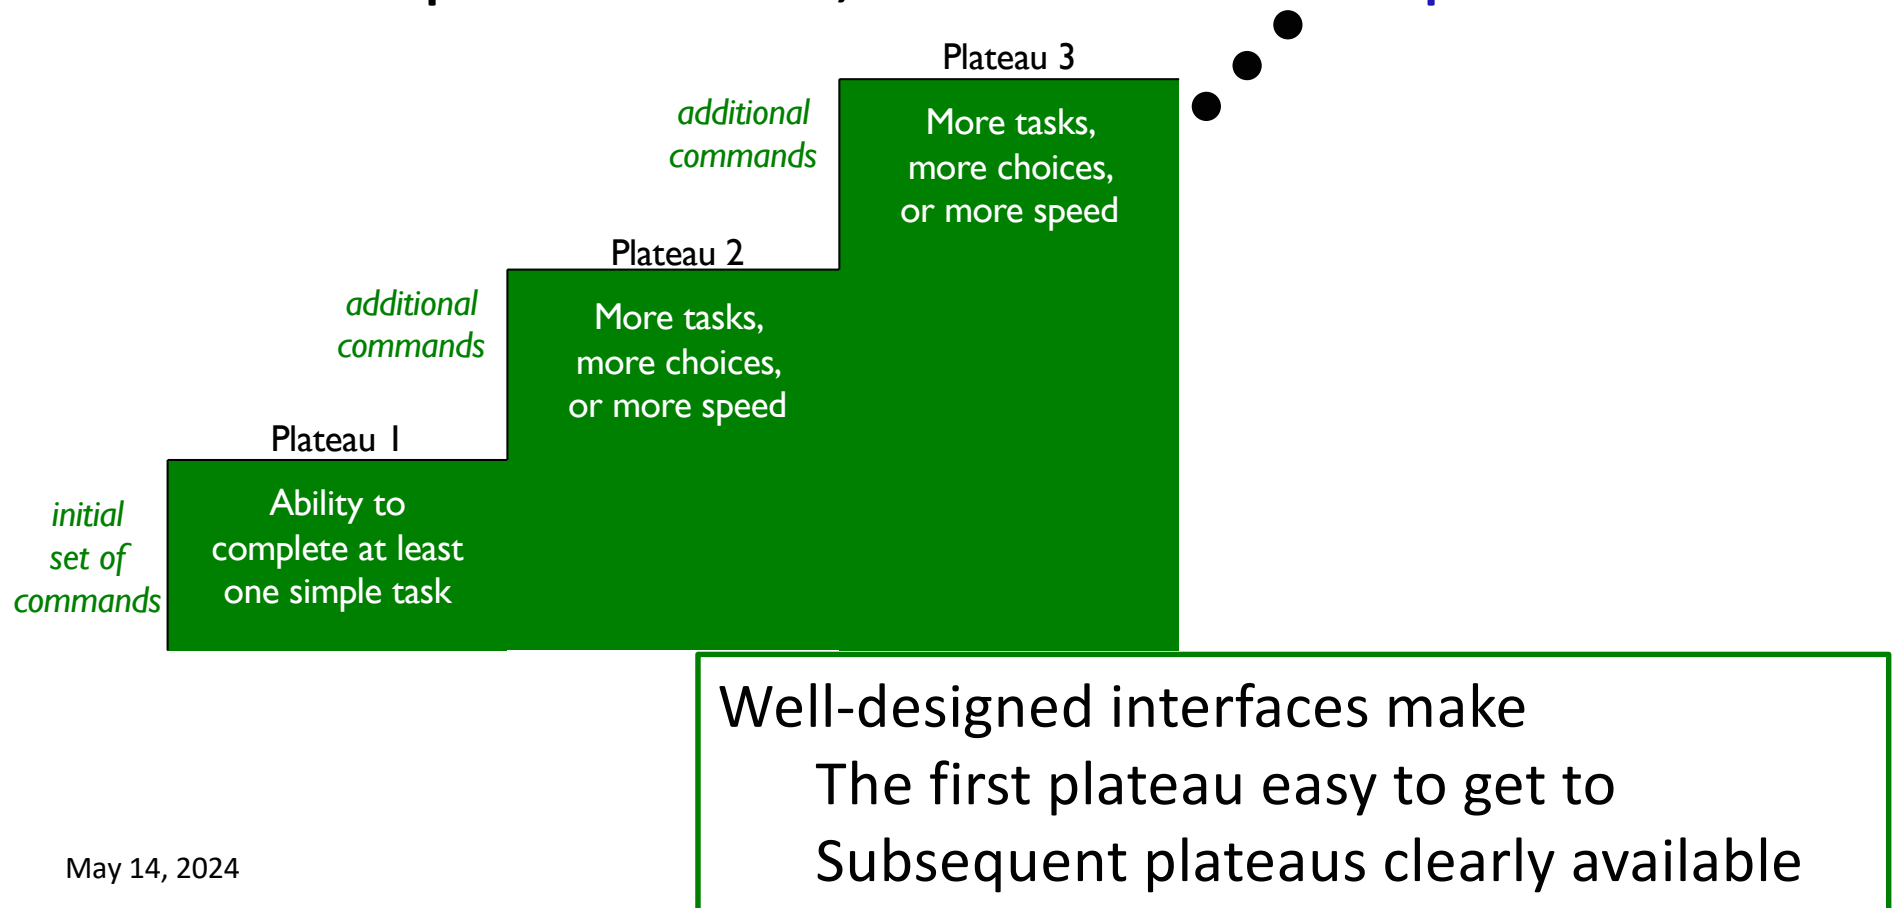 Plateau 3
additional
commands
More tasks,
more choices,
or more speed
Plateau 2
additional
commands
More tasks,
more choices,
or more speed
Plateau 1
initial
set of
commands
Ability to
complete at least
one simple task
Well-designed interfaces make
The first plateau easy to get to
Subsequent plateaus clearly available
May 14, 2024